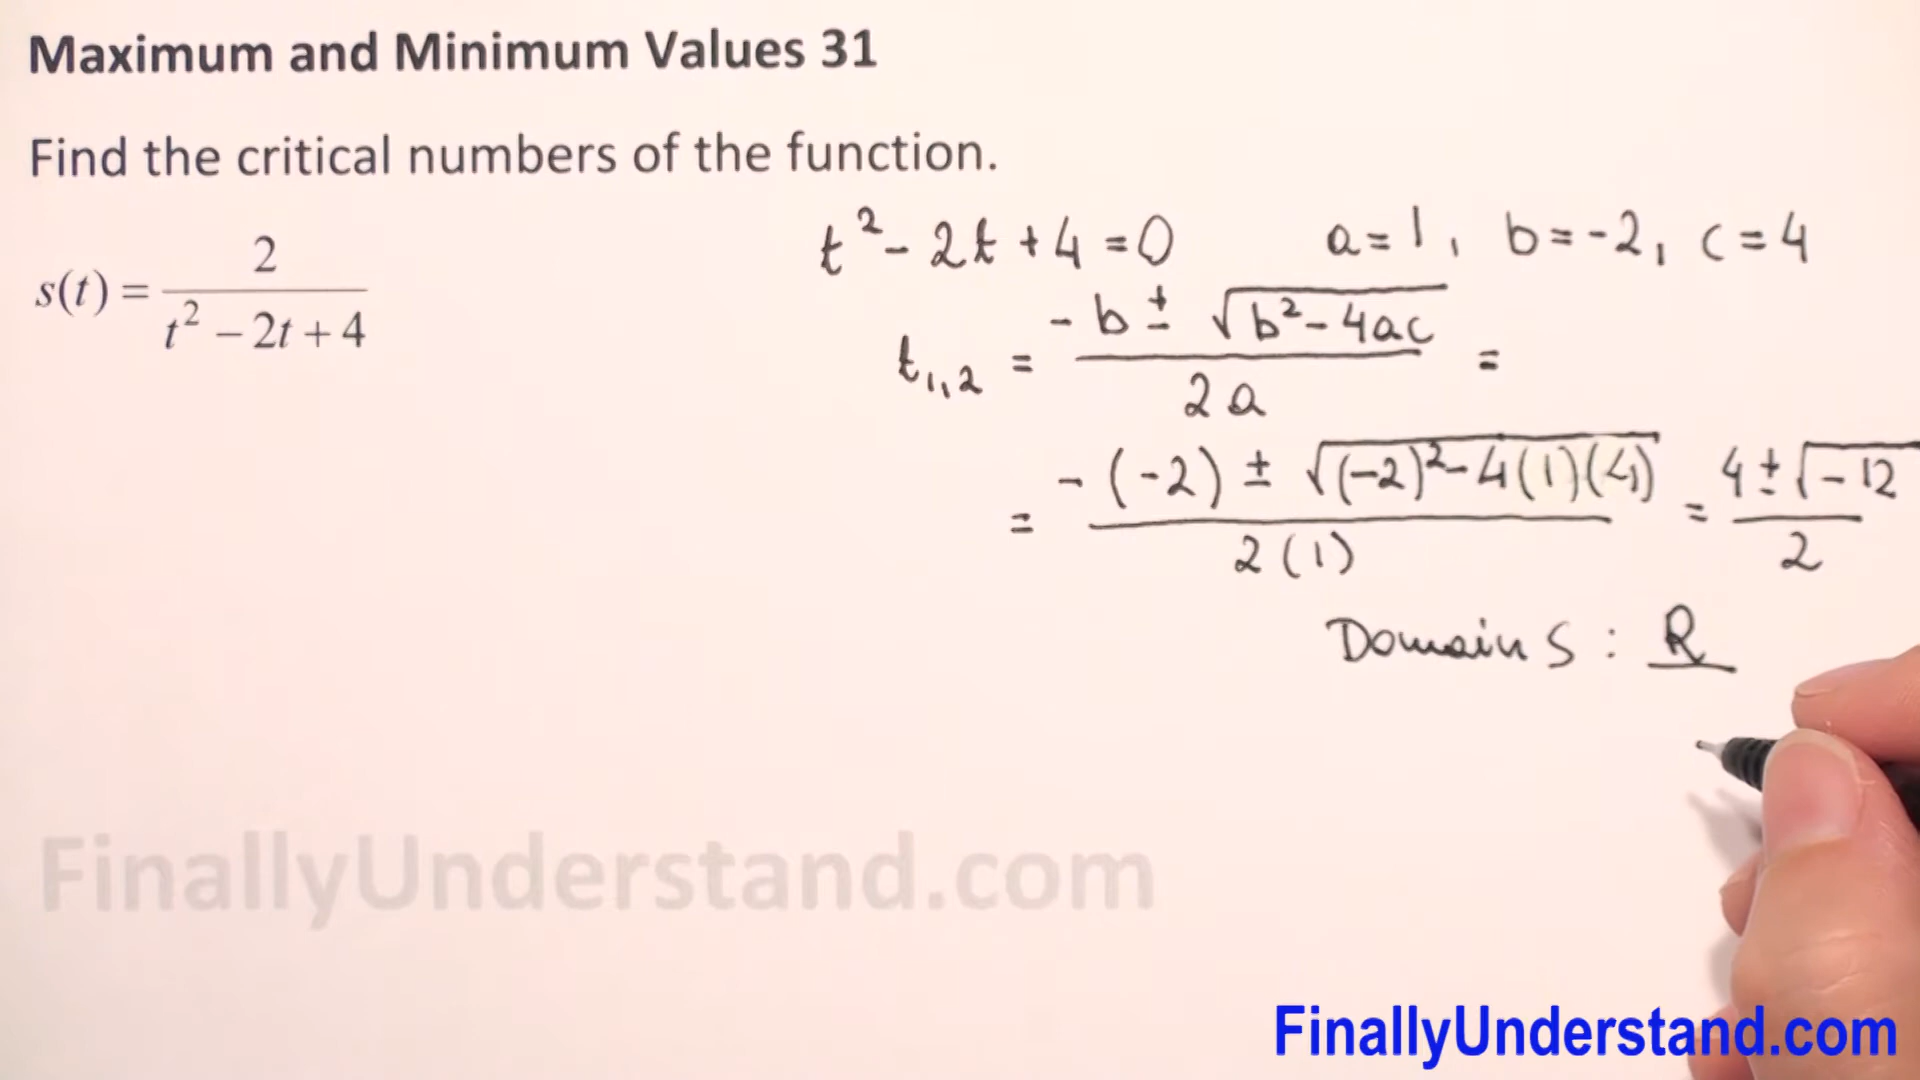 Maximum and Minimum Values 31
Find the critical numbers of the function.
s(t) = 2 / (t² − 2t + 4)
t² - 2t + 4 = 0   a = 1, b = -2, c = 4
t₁,₂ = (-b ± √(b² - 4ac)) / 2a =
= (-(-2) ± √((-2)² - 4(1)(4))) / 2(1) = (4 ± √-12) / 2
Domain S : R
FinallyUnderstand.com
FinallyUnderstand.com